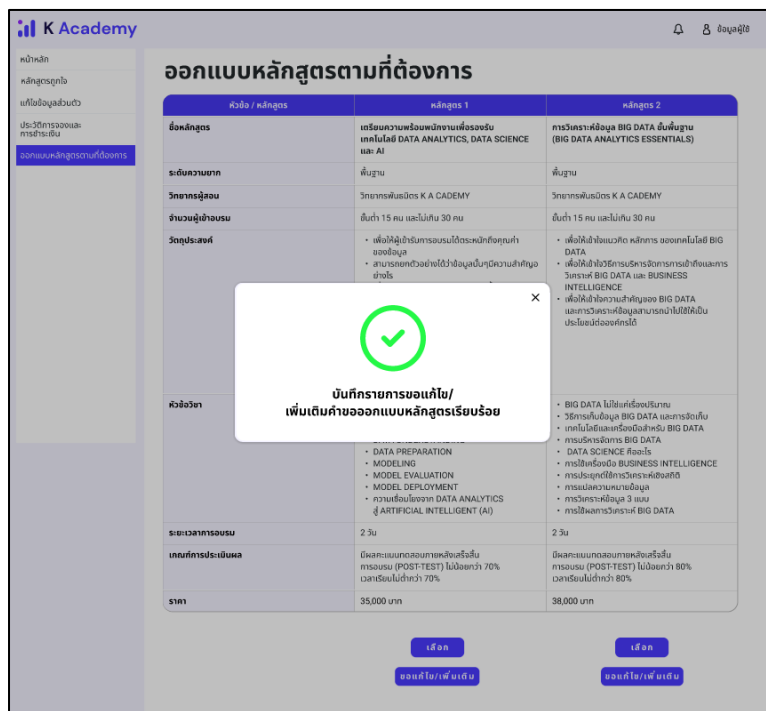 K Academy
ข้อมูลผู้ใช้
หน้าหลัก
หลักสูตรถูกใจ
แก้ไขข้อมูลส่วนตัว
ประวัติการจองและ
การชำระเงิน
ออกแบบหลักสูตรตามที่ต้องการ
ออกแบบหลักสูตรตามที่ต้องการ
หัวข้อ / หลักสูตร
หลักสูตร 1
หลักสูตร 2
ชื่อหลักสูตร
เตรียมความพร้อมพนักงานเพื่อรองรับ
เทคโนโลยี DATA ANALYTICS, DATA SCIENCE
และ AI
การวิเคราะห์ข้อมูล BIG DATA ขั้นพื้นฐาน
(BIG DATA ANALYTICS ESSENTIALS)
ระดับความยาก
พื้นฐาน
พื้นฐาน
วิทยากรผู้สอน
วิทยากรพันธมิตร K A CADEMY
วิทยากรพันธมิตร K A CADEMY
จำนวนผู้เข้าอบรม
ขั้นต่ำ 15 คน และไม่เกิน 30 คน
ขั้นต่ำ 15 คน และไม่เกิน 30 คน
วัตถุประสงค์
• เพื่อให้ผู้เข้ารับการอบรมได้ตระหนักถึงคุณค่า
ของข้อมูล
• สามารถยกตัวอย่างได้ว่าข้อมูลนั้นๆมีความสำคัญอ
ย่างไร
• เพื่อให้เข้าใจแนวคิด หลักการ ของเทคโนโลยี BIG
DATA
• เพื่อให้เข้าใจวิธีการบริหารจัดการการเข้าถึงและการ
วิเคราะห์ BIG DATA และ BUSINESS
INTELLIGENCE
• เพื่อให้เข้าใจความสำคัญของ BIG DATA
และการวิเคราะห์ข้อมูลสามารถนำไปใช้ให้เป็น
ประโยชน์ต่อองค์กรได้
บันทึกรายการขอแก้ไข/
เพิ่มเติมคำขอออกแบบหลักสูตรเรียบร้อย
หัวข้อวิชา
• DATA PREPARATION
• MODELING
• MODEL EVALUATION
• MODEL DEPLOYMENT
• ความเชื่อมโยงจาก DATA ANALYTICS
สู่ ARTIFICIAL INTELLIGENT (AI)
• BIG DATA ไม่ใช่แค่เรื่องปริมาณ
• วิธีการเก็บข้อมูล BIG DATA และการจัดเก็บ
• เทคโนโลยีและเครื่องมือสำหรับ BIG DATA
• การบริหารจัดการ BIG DATA
• DATA SCIENCE คืออะไร
• การใช้เครื่องมือ BUSINESS INTELLIGENCE
• การประยุกต์ใช้การวิเคราะห์เชิงสถิติ
• การแปลความหมายข้อมูล
• การวิเคราะห์ข้อมูล 3 แบบ
• การใช้ผลการวิเคราะห์ BIG DATA
ระยะเวลาการอบรม
2 วัน
2 วัน
เกณฑ์การประเมินผล
มีผลคะแนนทดสอบภายหลังเสร็จสิ้น
การอบรม (POST-TEST) ไม่น้อยกว่า 70%
เวลาเรียนไม่ต่ำกว่า 70%
มีผลคะแนนทดสอบภายหลังเสร็จสิ้น
การอบรม (POST-TEST) ไม่น้อยกว่า 80%
เวลาเรียนไม่ต่ำกว่า 80%
ราคา
35,000 บาท
38,000 บาท
เลือก
เลือก
ขอแก้ไข/เพิ่มเติม
ขอแก้ไข/เพิ่มเติม